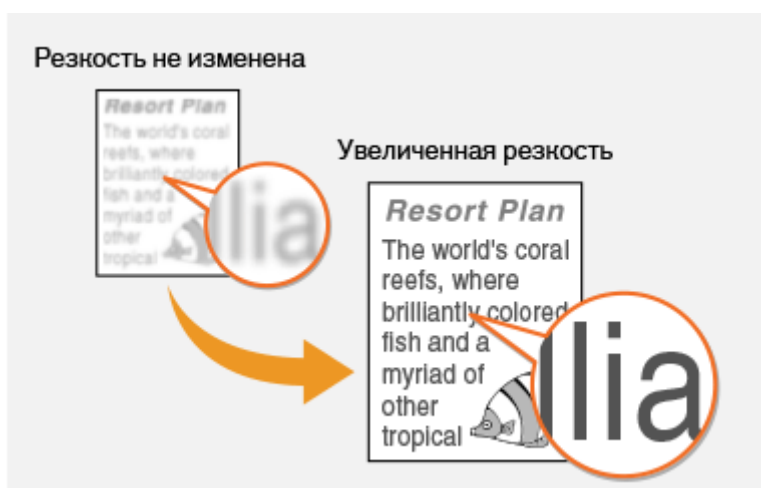 Резкость не изменена
Resort Plan
The world's coral
reefs, where
brilliantly colored
fish and a
myriad of
other
tropical
lia
Увеличенная резкость
Resort Plan
The world's coral
reefs, where
brilliantly colored
fish and a
myriad of
other
tropical
llia